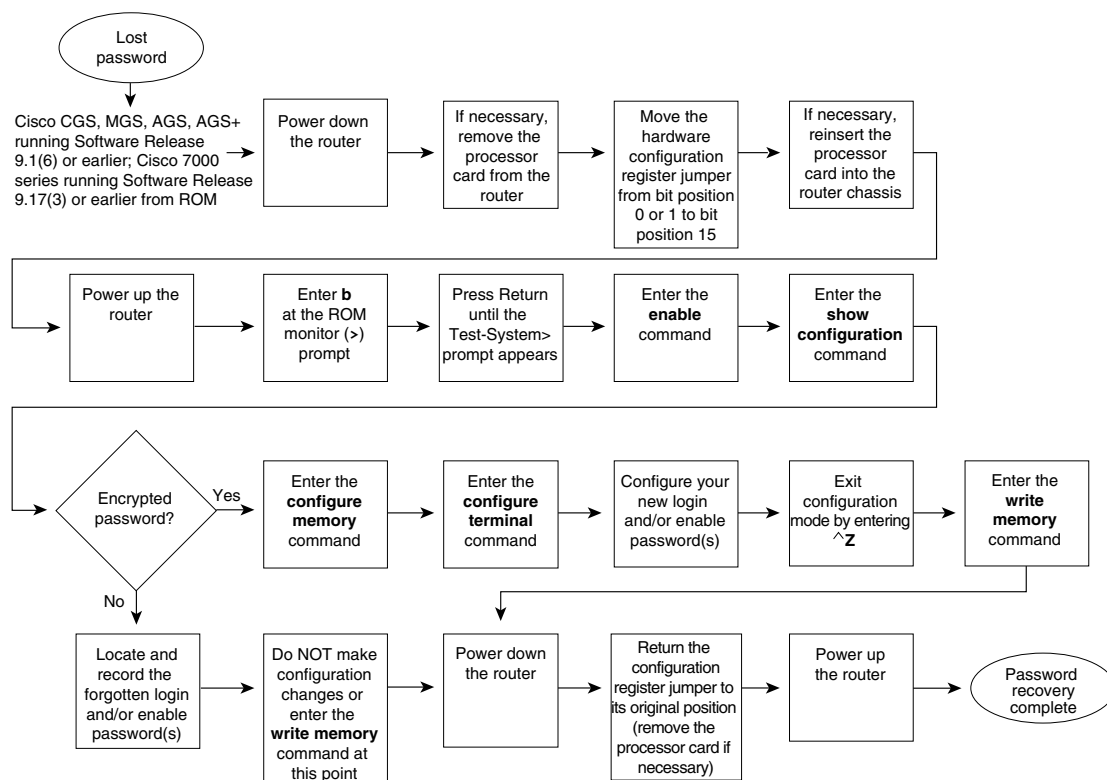 Lost
password
Cisco CGS, MGS, AGS, AGS+
running Software Release
9.1(6) or earlier; Cisco 7000
series running Software Release
9.17(3) or earlier from ROM
Power down
the router
If necessary,
remove the
processor
card from the
router
Move the
hardware
configuration
register jumper
from bit position
0 or 1 to bit
position 15
If necessary,
reinsert the
processor
card into the
router chassis
Power up the
router
Enter b
at the ROM
monitor (>)
prompt
Press Return
until the
Test-System>
prompt appears
Enter the
enable
command
Enter the
show
configuration
command
Encrypted
password?
Yes
No
Enter the
configure
memory
command
Enter the
configure
terminal
command
Configure your
new login
and/or enable
password(s)
Exit
configuration
mode by entering
^Z
Enter the
write
memory
command
Locate and
record the
forgotten login
and/or enable
password(s)
Do NOT make
configuration
changes or
enter the
write memory
command at
this point
Power down
the router
Return the
configuration
register jumper to
its original position
(remove the
processor card if
necessary)
Power up
the router
Password
recovery
complete